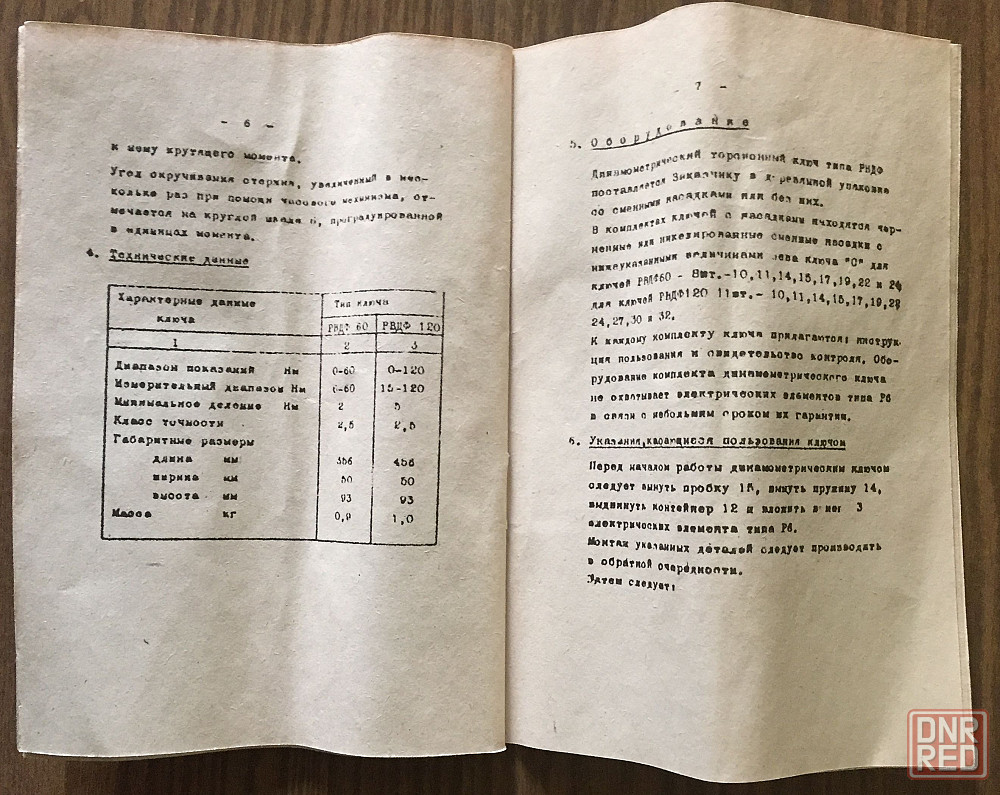 - 6 -
к нему крутящего момента.
Угол скручивания стержня, увеличенный в нес-
колько раз при помощи часового механизма, от-
мечается на круглой шкале 6, проградуированной
в единицах момента.
4. Технические данные
Характерные данные ключа Тип ключа
РВДФ 60 РВДФ 120
1 2 3
Диапазон показаний Нм 0-60 0-120
Измерительный диапазон Нм 6-60 15-120
Минимальное деление Нм 2 5
Класс точности 2,5 2,5
Габаритные размеры
длина мм 356 456
ширина мм 50 50
высота мм 93 93
Масса кг 0,9 1,0
7 -
5. Оборудование
Динамометрический торсионный ключ типа РВДФ
поставляется Заказчику в деревянной упаковке
со сменными насадками или без них.
В комплектах ключей с насадками находятся чер-
ненные или никелированные сменные насадки с
нижеуказанными величинами зева ключа "С" для
ключей РВДФ60 - 8шт.-10,11,14,15,17,19,22 и 24
для ключей РВДФ120 11шт.- 10,11,14,15,17,19,22
24,27,30 и 32.
К каждому комплекту ключа прилагаются: инструк-
ция пользования и свидетельство контроля. Обо-
рудование комплекта динамометрического ключа
не охватывает электрических элементов типа Р6
в связи с небольшим сроком их гарантии.
6. Указания, касающиеся пользования ключом
Перед началом работы динамометрическим ключом
следует вынуть пробку 15, вынуть пружину 14,
выдвинуть контейнер 12 и вложить в нег 3
электрических элемента типа Р6.
Монтаж указанных деталей следует производить
в обратной очередности.
Затем следует:
DNR
RED